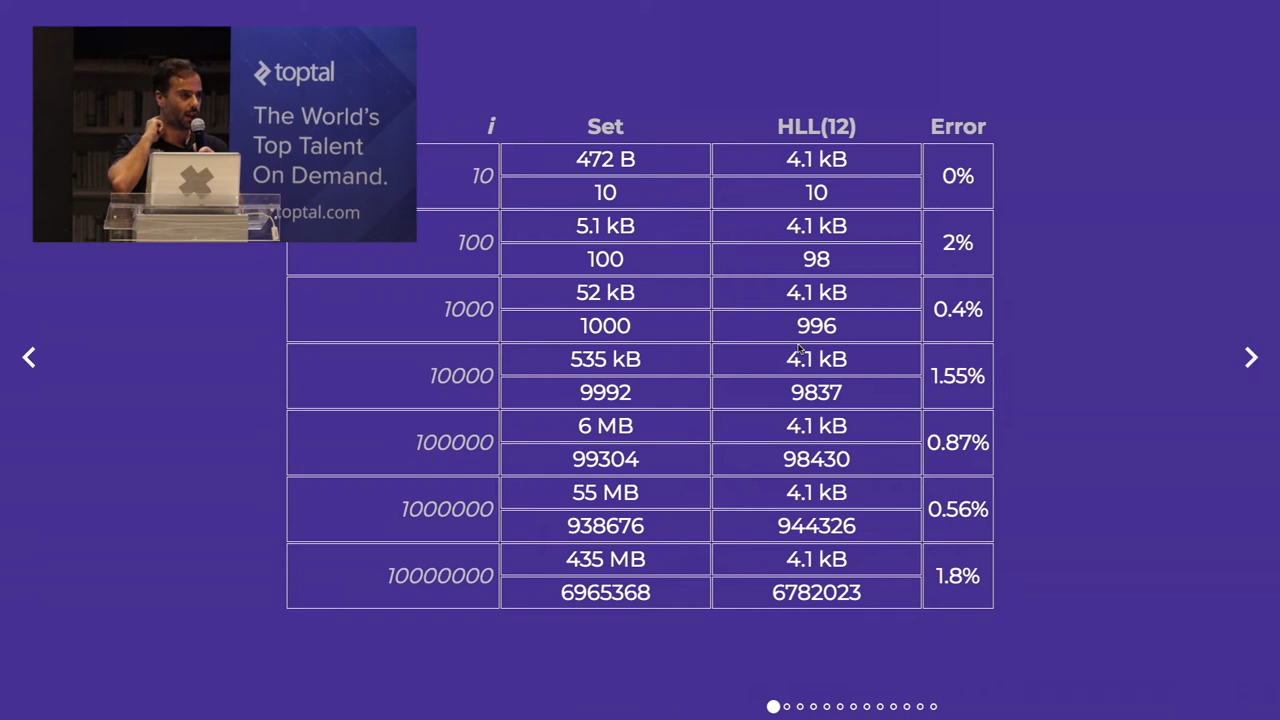 toptal
The World's
Top Talent
On Demand.
toptal.com
i Set HLL(12) Error
10 472 B 4.1 kB 0%
10 10
100 5.1 kB 4.1 kB 2%
100 98
1000 52 kB 4.1 kB 0.4%
1000 996
10000 535 kB 4.1 kB 1.55%
9992 9837
100000 6 MB 4.1 kB 0.87%
99304 98430
1000000 55 MB 4.1 kB 0.56%
938676 944326
10000000 435 MB 4.1 kB 1.8%
6965368 6782023